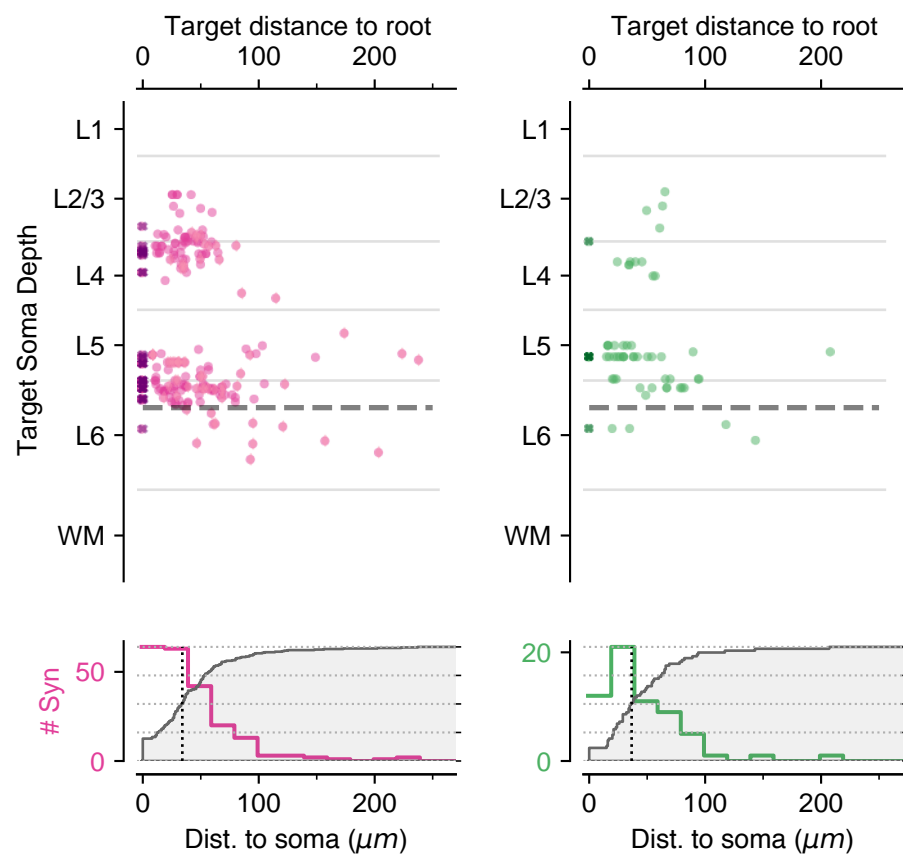 Target distance to root
0 100 200
Target distance to root
0 100 200
Target Soma Depth
L1
L2/3
L4
L5
L6
WM
L1
L2/3
L4
L5
L6
WM
# Syn
50
0
20
0
0 100 200
Dist. to soma (μm)
0 100 200
Dist. to soma (μm)